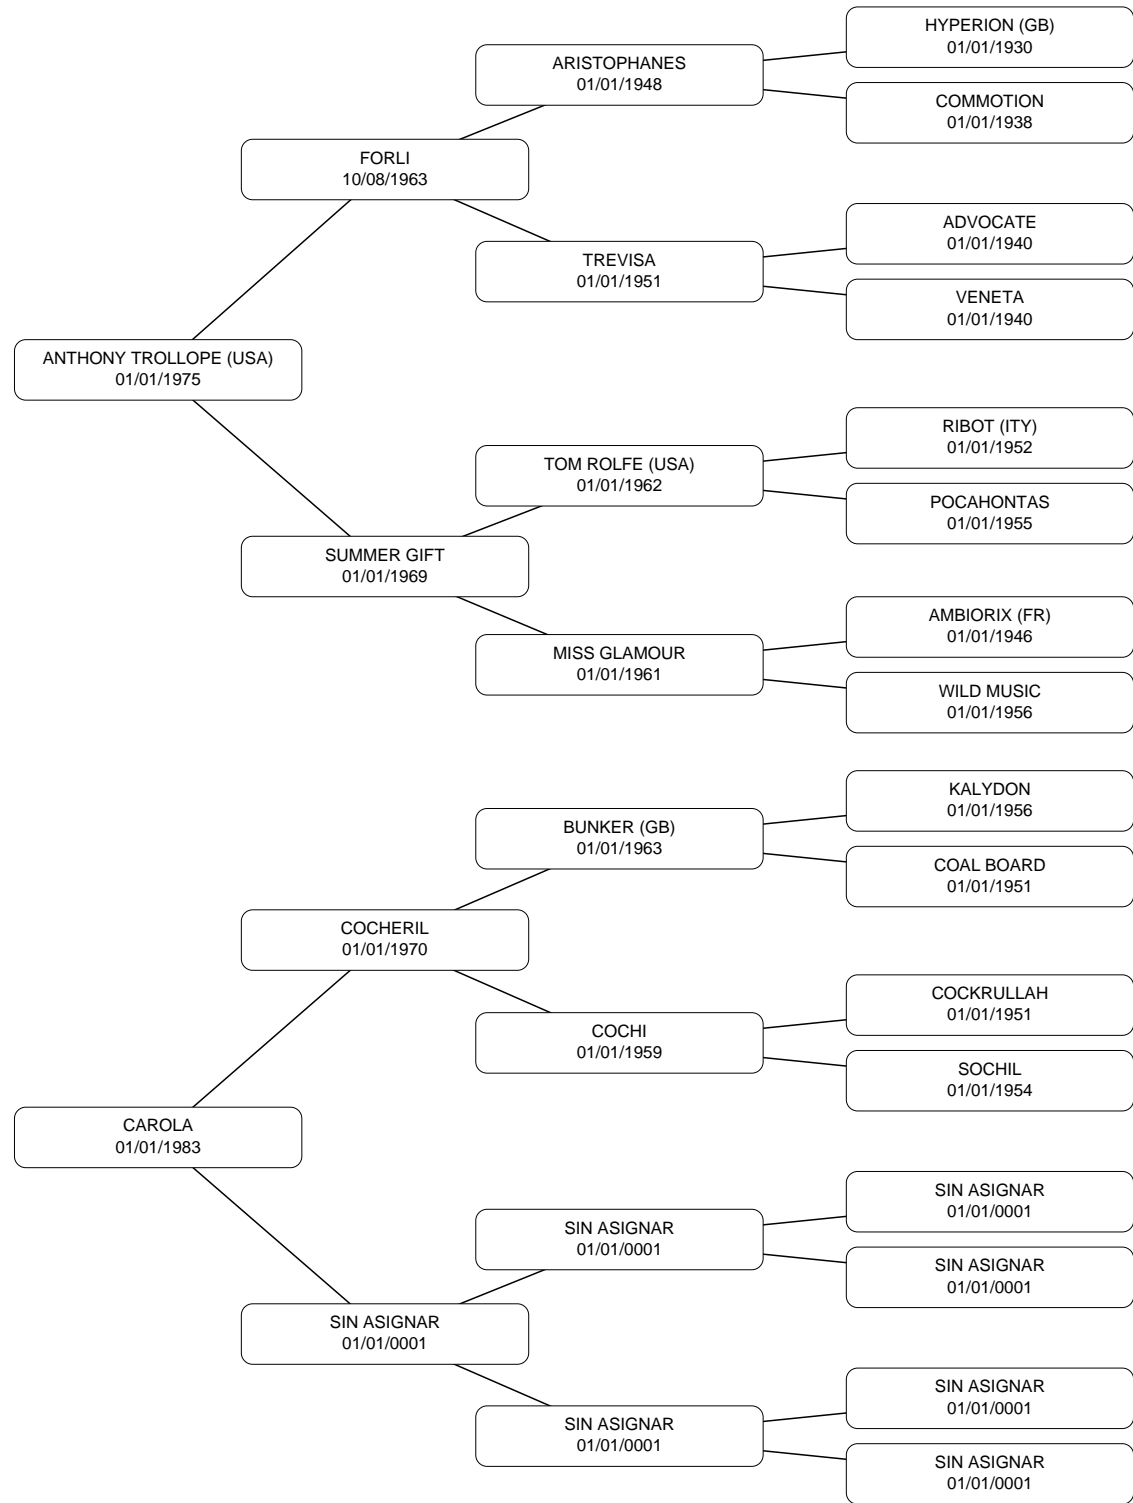 HYPERION (GB)
01/01/1930
ARISTOPHANES
01/01/1948
COMMOTION
01/01/1938
FORLI
10/08/1963
ADVOCATE
01/01/1940
TREVISA
01/01/1951
VENETA
01/01/1940
ANTHONY TROLLOPE (USA)
01/01/1975
RIBOT (ITY)
01/01/1952
TOM ROLFE (USA)
01/01/1962
POCAHONTAS
01/01/1955
SUMMER GIFT
01/01/1969
AMBIORIX (FR)
01/01/1946
MISS GLAMOUR
01/01/1961
WILD MUSIC
01/01/1956
KALYDON
01/01/1956
BUNKER (GB)
01/01/1963
COAL BOARD
01/01/1951
COCHERIL
01/01/1970
COCKRULLAH
01/01/1951
COCHI
01/01/1959
SOCHIL
01/01/1954
CAROLA
01/01/1983
SIN ASIGNAR
01/01/0001
SIN ASIGNAR
01/01/0001
SIN ASIGNAR
01/01/0001
SIN ASIGNAR
01/01/0001
SIN ASIGNAR
01/01/0001
SIN ASIGNAR
01/01/0001
SIN ASIGNAR
01/01/0001